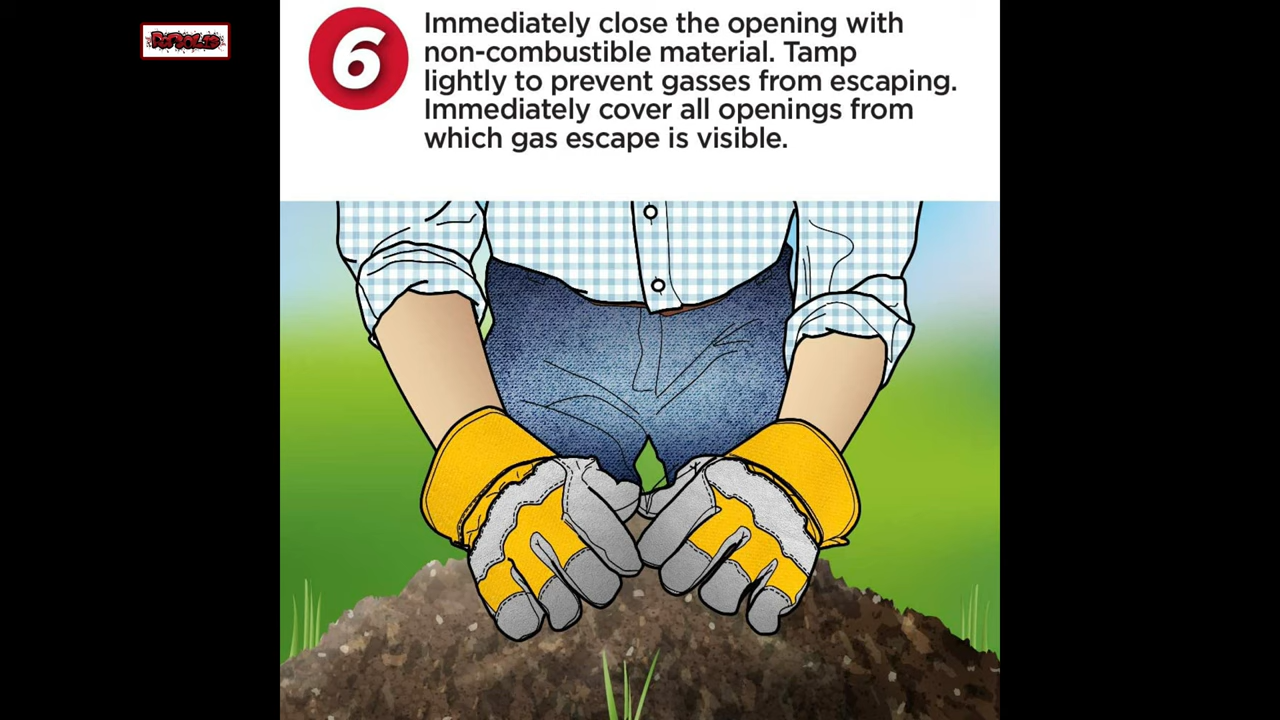 6
Immediately close the opening with
non-combustible material. Tamp
lightly to prevent gasses from escaping.
Immediately cover all openings from
which gas escape is visible.